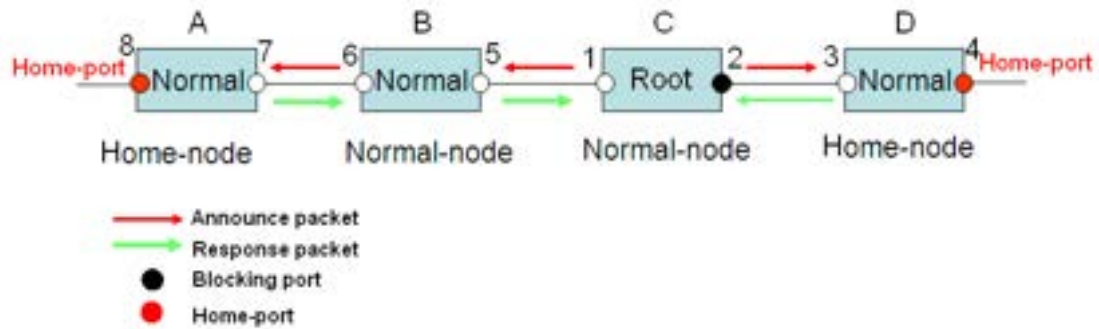 A B C D
8 7 6 5 1 2 3 4
Home-port Normal Normal Root Normal Home-port
Home-node Normal-node Normal-node Home-node
Announce packet
Response packet
Blocking port
Home-port